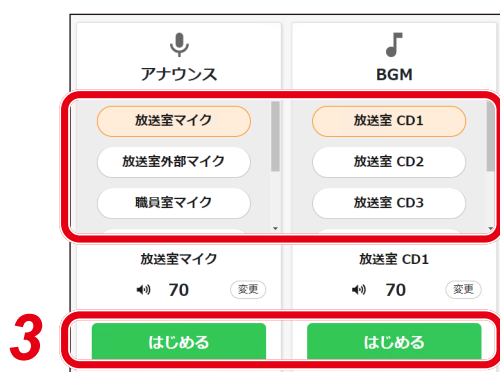 アナウンス
BGM
放送室マイク
放送室 CD1
放送室外部マイク
放送室 CD2
職員室マイク
放送室 CD3
放送室マイク
放送室 CD1
70 変更
70 変更
3
はじめる
はじめる